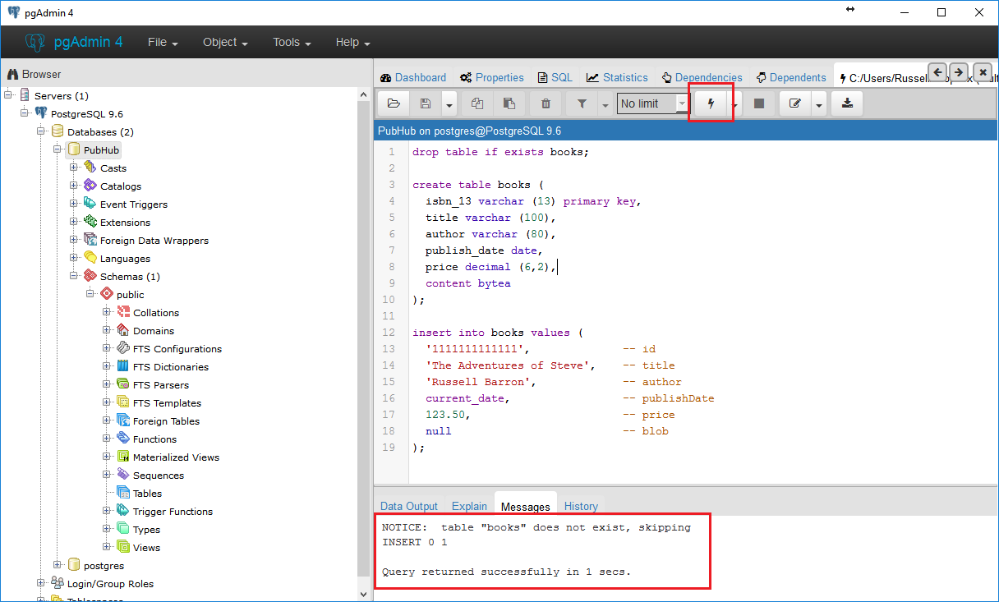 pgAdmin 4
pgAdmin 4 File Object Tools Help
Browser
Servers (1)
PostgreSQL 9.6
Databases (2)
PubHub
Casts
Catalogs
Event Triggers
Extensions
Foreign Data Wrappers
Languages
Schemas (1)
public
Collations
Domains
FTS Configurations
FTS Dictionaries
FTS Parsers
FTS Templates
Foreign Tables
Functions
Materialized Views
Sequences
Tables
Trigger Functions
Types
Views
postgres
Login/Group Roles
Tablespaces
Dashboard Properties SQL Statistics Dependencies Dependents C:/Users/Russell
No limit
PubHub on postgres@PostgreSQL 9.6
1 drop table if exists books;
2
3 create table books (
4 isbn_13 varchar (13) primary key,
5 title varchar (100),
6 author varchar (80),
7 publish_date date,
8 price decimal (6,2),
9 content bytea
10 );
11
12 insert into books values (
13 '1111111111111', -- id
14 'The Adventures of Steve', -- title
15 'Russell Barron', -- author
16 current_date, -- publishDate
17 123.50, -- price
18 null -- blob
19 );
Data Output Explain Messages History
NOTICE: table "books" does not exist, skipping
INSERT 0 1
Query returned successfully in 1 secs.